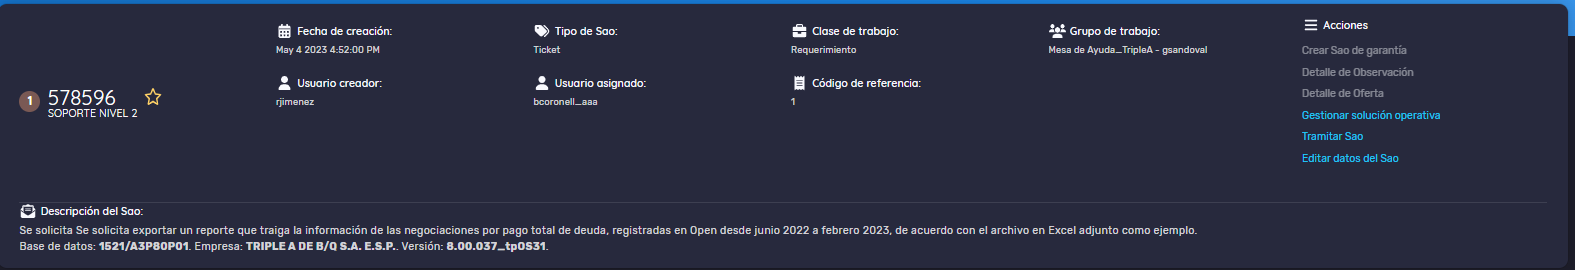 1
578596
SOPORTE NIVEL 2
Fecha de creación:
May 4 2023 4:52:00 PM
Tipo de Sao:
Ticket
Clase de trabajo:
Requerimiento
Grupo de trabajo:
Mesa de Ayuda_TripleA - gsandoval
Usuario creador:
rjimenez
Usuario asignado:
bcoronell_aaa
Código de referencia:
1
Acciones
Crear Sao de garantía
Detalle de Observación
Detalle de Oferta
Gestionar solución operativa
Tramitar Sao
Editar datos del Sao
Descripción del Sao:
Se solicita Se solicita exportar un reporte que traiga la información de las negociaciones por pago total de deuda, registradas en Open desde junio 2022 a febrero 2023, de acuerdo con el archivo en Excel adjunto como ejemplo.
Base de datos: 1521/A3P80P01. Empresa: TRIPLE A DE B/Q S.A. E.S.P.. Versión: 8.00.037_tpOS31.